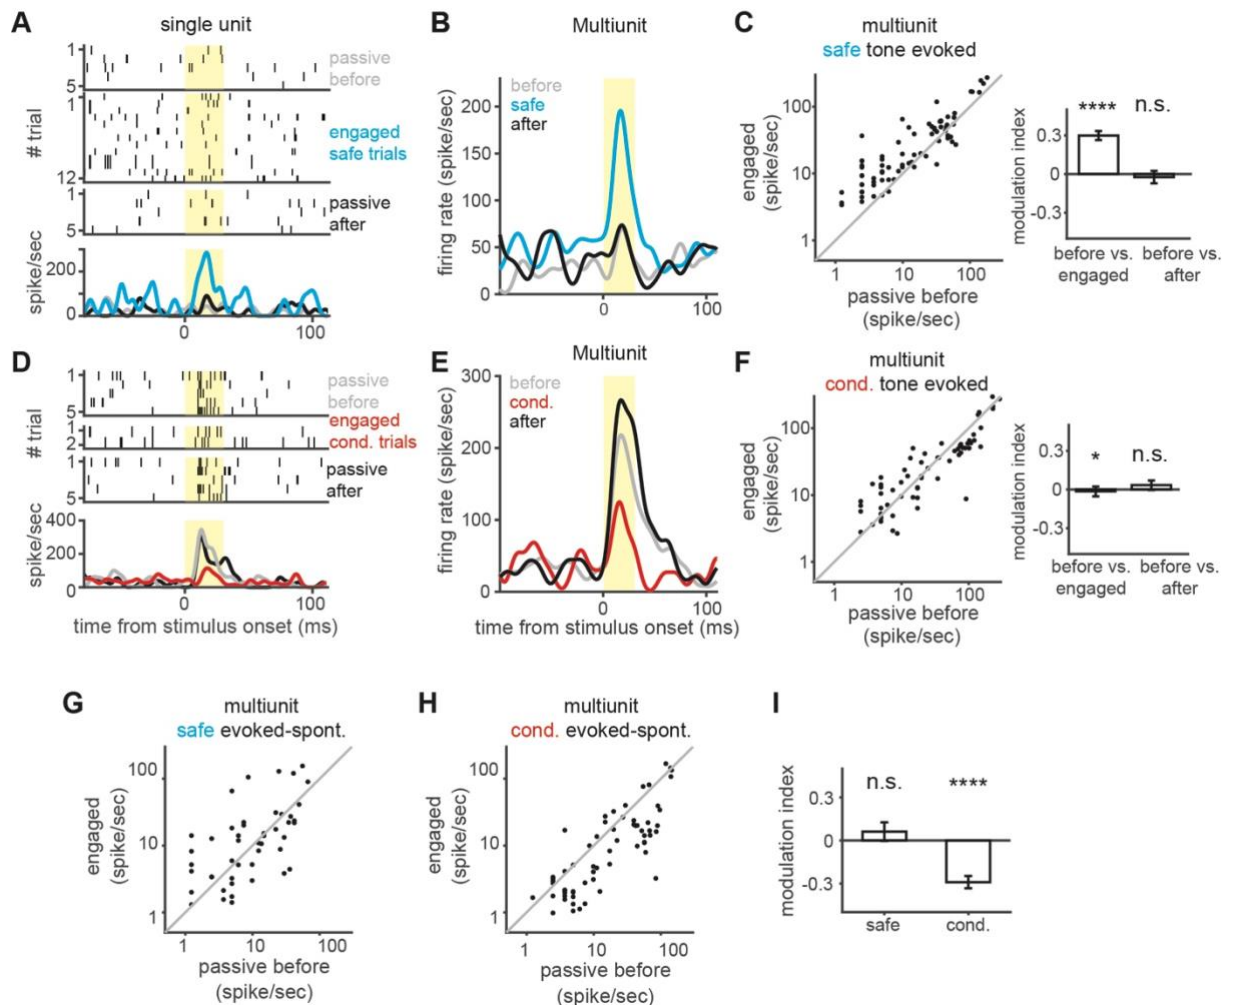 A
single unit
1
5
passive
before
1
12
engaged
safe trials
# trial
1
5
passive
after
200
0
spike/sec
0
100
B
Multiunit
before
safe
after
200
150
100
50
0
firing rate (spike/sec)
0
100
C
multiunit
safe tone evoked
100
10
1
engaged
(spike/sec)
1
10
100
passive before
(spike/sec)
**** n.s.
0.3
0
-0.3
modulation index
before vs.
engaged
before vs.
after
D
1
5
passive
before
1
2
engaged
cond. trials
# trial
1
5
passive
after
400
200
0
spike/sec
0
100
time from stimulus onset (ms)
E
Multiunit
before
cond.
after
300
200
100
0
firing rate (spike/sec)
0
100
time from stimulus onset (ms)
F
multiunit
cond. tone evoked
100
10
1
engaged
(spike/sec)
1
10
100
passive before
(spike/sec)
* n.s.
0.3
0
-0.3
modulation index
before vs.
engaged
before vs.
after
G
multiunit
safe evoked-spont.
100
10
1
engaged
(spike/sec)
1
10
100
passive before
(spike/sec)
H
multiunit
cond. evoked-spont.
100
10
1
engaged
(spike/sec)
1
10
100
passive before
(spike/sec)
I
n.s. ****
0.3
0
-0.3
modulation index
safe
cond.